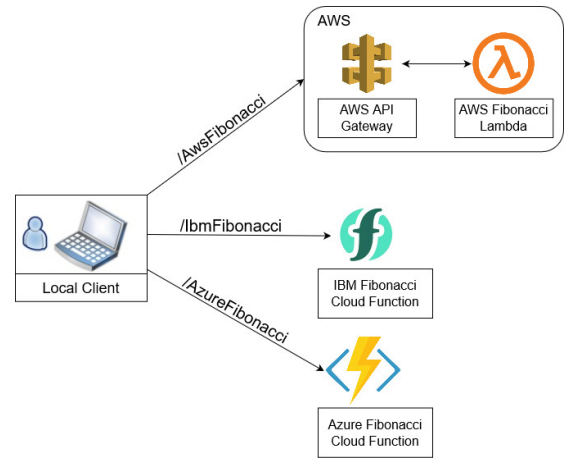 AWS
AWS API
Gateway
AWS Fibonacci
Lambda
/AwsFibonacci
/IbmFibonacci
Local Client
IBM Fibonacci
Cloud Function
/AzureFibonacci
Azure Fibonacci
Cloud Function